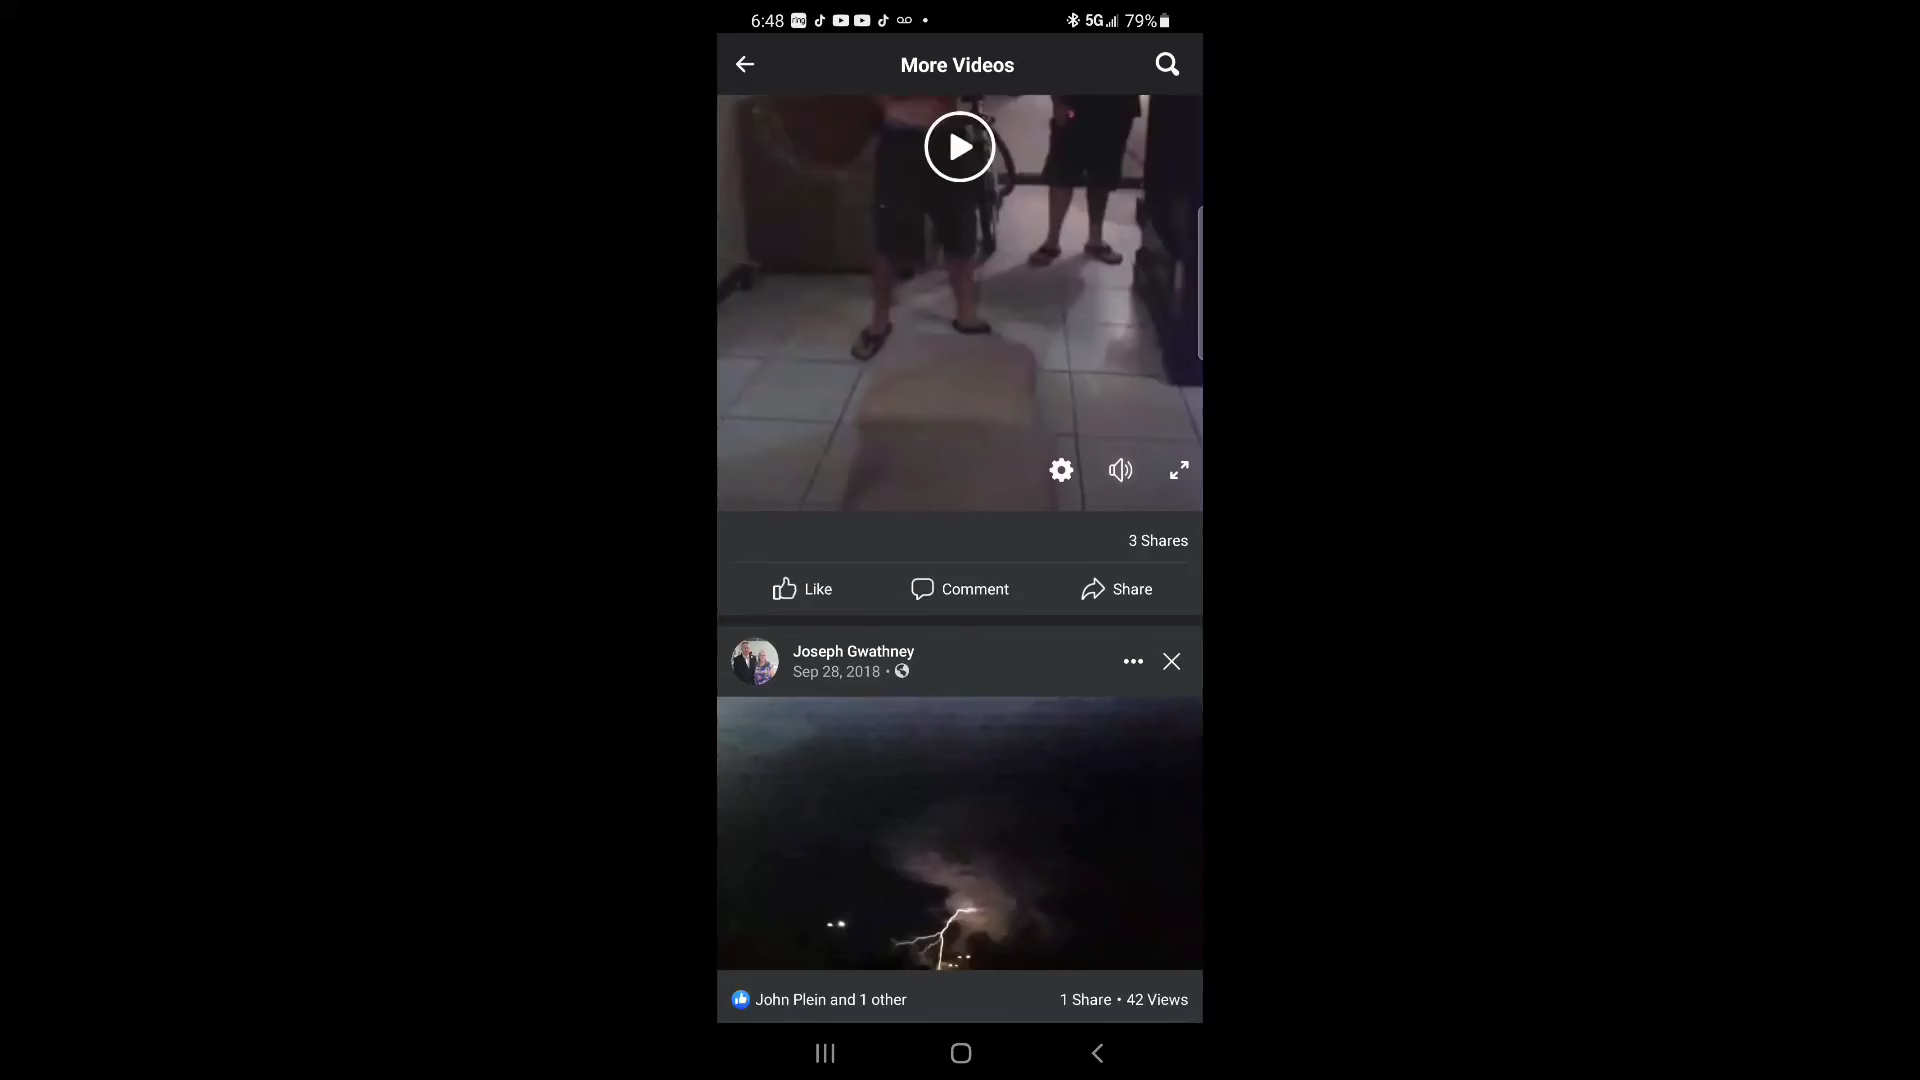 6:48 ring 5G 79%
More Videos
3 Shares
Like Comment Share
Joseph Gwathney
Sep 28, 2018 •
John Plein and 1 other 1 Share • 42 Views